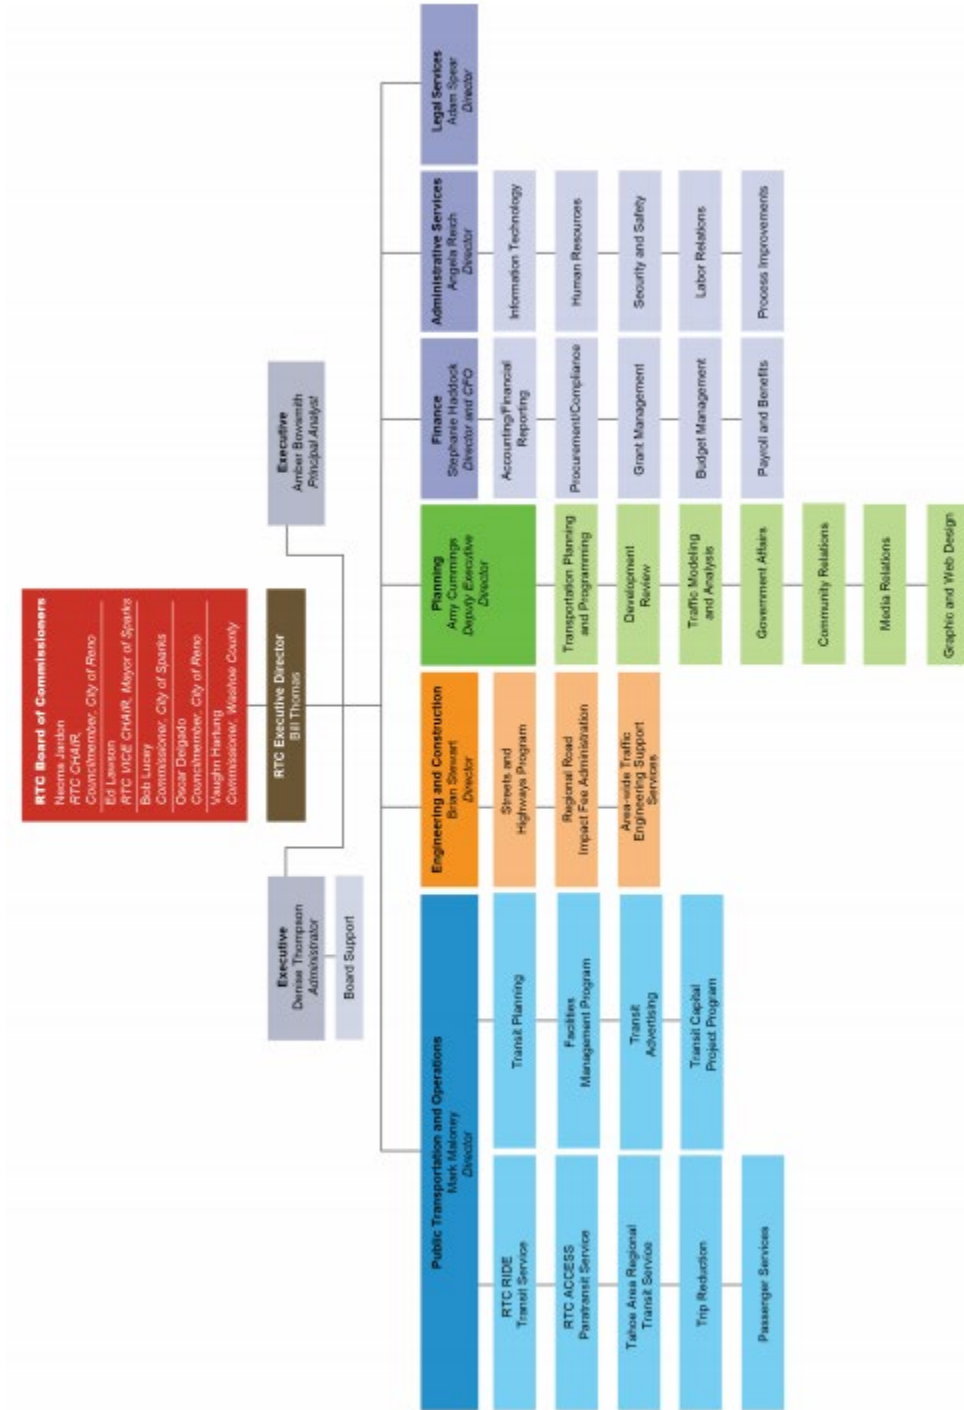 RTC Board of Commissioners
Neoma Jardon
RTC CHAIR,
Councilmember, City of Reno
Ed Lawson
RTC VICE CHAIR, Mayor of Sparks
Bob Lucey
Commissioner, City of Sparks
Oscar Delgado
Councilmember, City of Reno
Vaughn Hartung
Commissioner, Washoe County
RTC Executive Director
Bill Thomas
Executive
Denise Thompson
Administrator
Board Support
Executive
Amber Bowsmith
Principal Analyst
Public Transportation and Operations
Mark Maloney
Director
RTC RIDE
Transit Service
RTC ACCESS
Paratransit Service
Tahoe Area Regional
Transit Service
Trip Reduction
Passenger Services
Transit Planning
Facilities
Management Program
Transit
Advertising
Transit Capital
Project Program
Engineering and Construction
Brian Stewart
Director
Streets and
Highways Program
Regional Road
Impact Fee Administration
Area-wide Traffic
Engineering Support
Services
Planning
Amy Cummings
Deputy Executive
Director
Transportation Planning
and Programming
Development
Review
Traffic Modeling
and Analysis
Government Affairs
Community Relations
Media Relations
Graphic and Web Design
Finance
Stephanie Haddock
Director and CFO
Accounting/Financial
Reporting
Procurement/Compliance
Grant Management
Budget Management
Payroll and Benefits
Administrative Services
Angela Reich
Director
Information Technology
Human Resources
Security and Safety
Labor Relations
Process Improvements
Legal Services
Adam Spear
Director